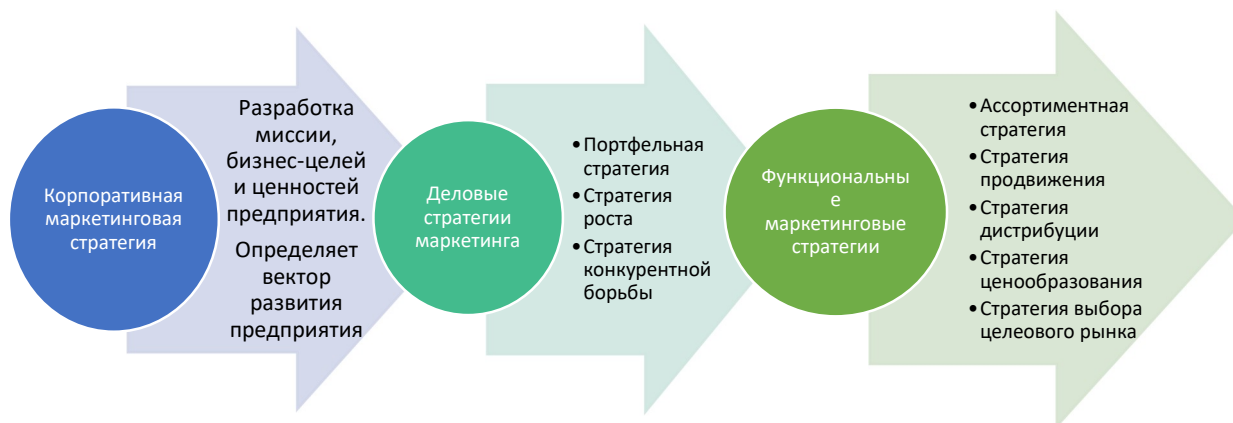 Корпоративная
маркетинговая
стратегия
Разработка
миссии,
бизнес-целей
и ценностей
предприятия.
Определяет
вектор
развития
предприятия
Деловые
стратегии
маркетинга
•Портфельная
стратегия
•Стратегия
роста
•Стратегия
конкурентной
борьбы
Функциональны
е
маркетинговые
стратегии
•Ассортиментная
стратегия
•Стратегия
продвижения
•Стратегия
дистрибуции
•Стратегия
ценообразования
•Стратегия выбора
целеового рынка